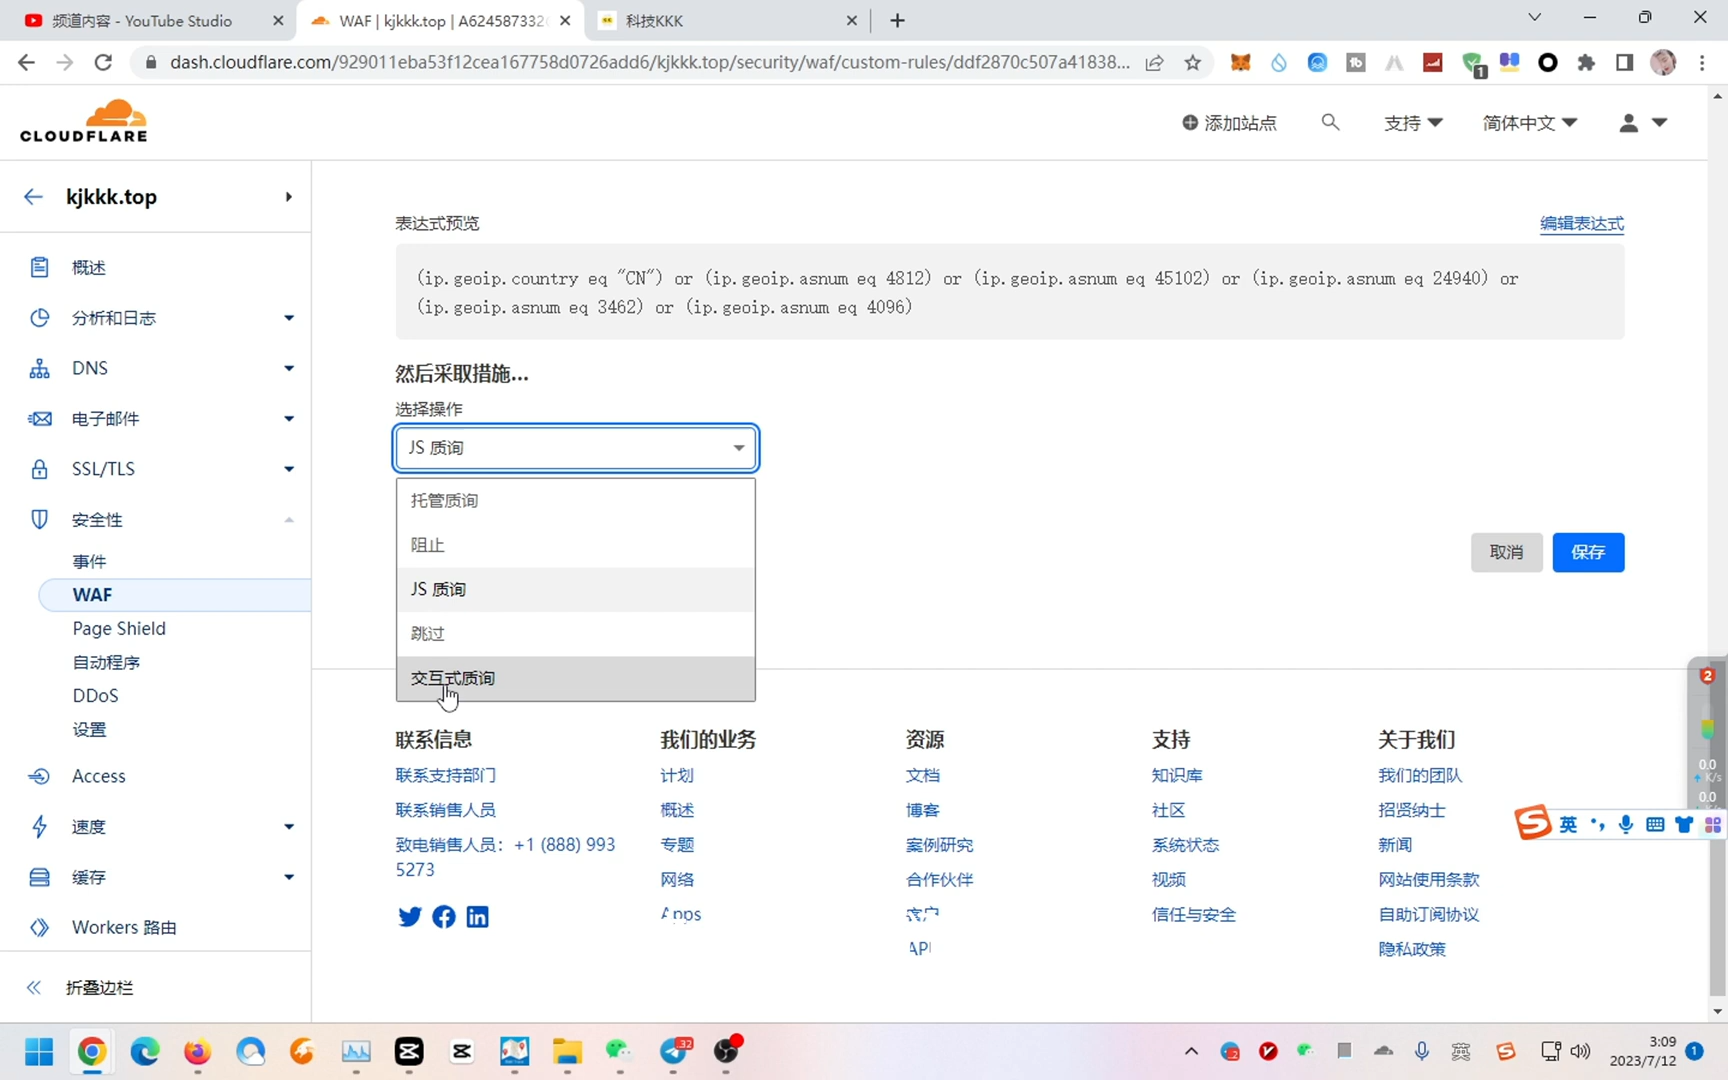 频道内容 - YouTube Studio
WAF | kjkkk.top | A624587332
科技KKK
dash.cloudflare.com/929011eba53f12cea167758d0726add6/kjkkk.top/security/waf/custom-rules/ddf2870c507a41838...
1
CLOUDFLARE
添加站点
支持
简体中文
kjkkk.top
概述
分析和日志
DNS
电子邮件
SSL/TLS
安全性
事件
WAF
Page Shield
自动程序
DDoS
设置
Access
速度
缓存
Workers 路由
折叠边栏
表达式预览
编辑表达式
(ip.geoip.country eq "CN") or (ip.geoip.asnum eq 4812) or (ip.geoip.asnum eq 45102) or (ip.geoip.asnum eq 24940) or
(ip.geoip.asnum eq 3462) or (ip.geoip.asnum eq 4096)
然后采取措施...
选择操作
JS 质询
托管质询
阻止
JS 质询
跳过
交互式质询
取消
保存
联系信息
联系支持部门
联系销售人员
致电销售人员：+1 (888) 993
5273
我们的业务
计划
概述
专题
网络
Apps
资源
文档
博客
案例研究
合作伙伴
客户
API
支持
知识库
社区
系统状态
视频
信任与安全
关于我们
我们的团队
招贤纳士
新闻
网站使用条款
自助订阅协议
隐私政策
2
0.0
K/s
0.0
英
32
英
3:09
2023/7/12
1